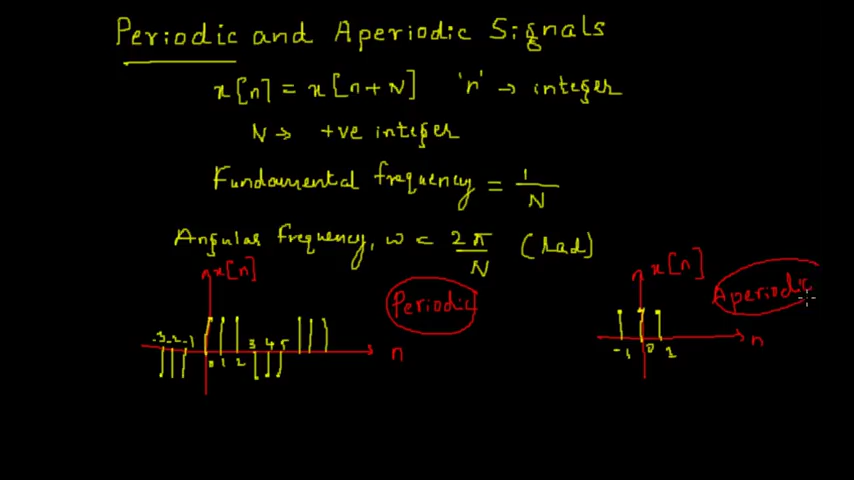 Periodic and Aperiodic Signals
x[n] = x[n+N] 'n' → integer
N → +ve integer
Fundamental frequency = 1/N
Angular frequency, ω = 2π/N (rad)
x[n]
Periodic
-3 -2 -1 0 1 2 3 4 5 n
x[n]
Aperiodic
-1 0 1 n